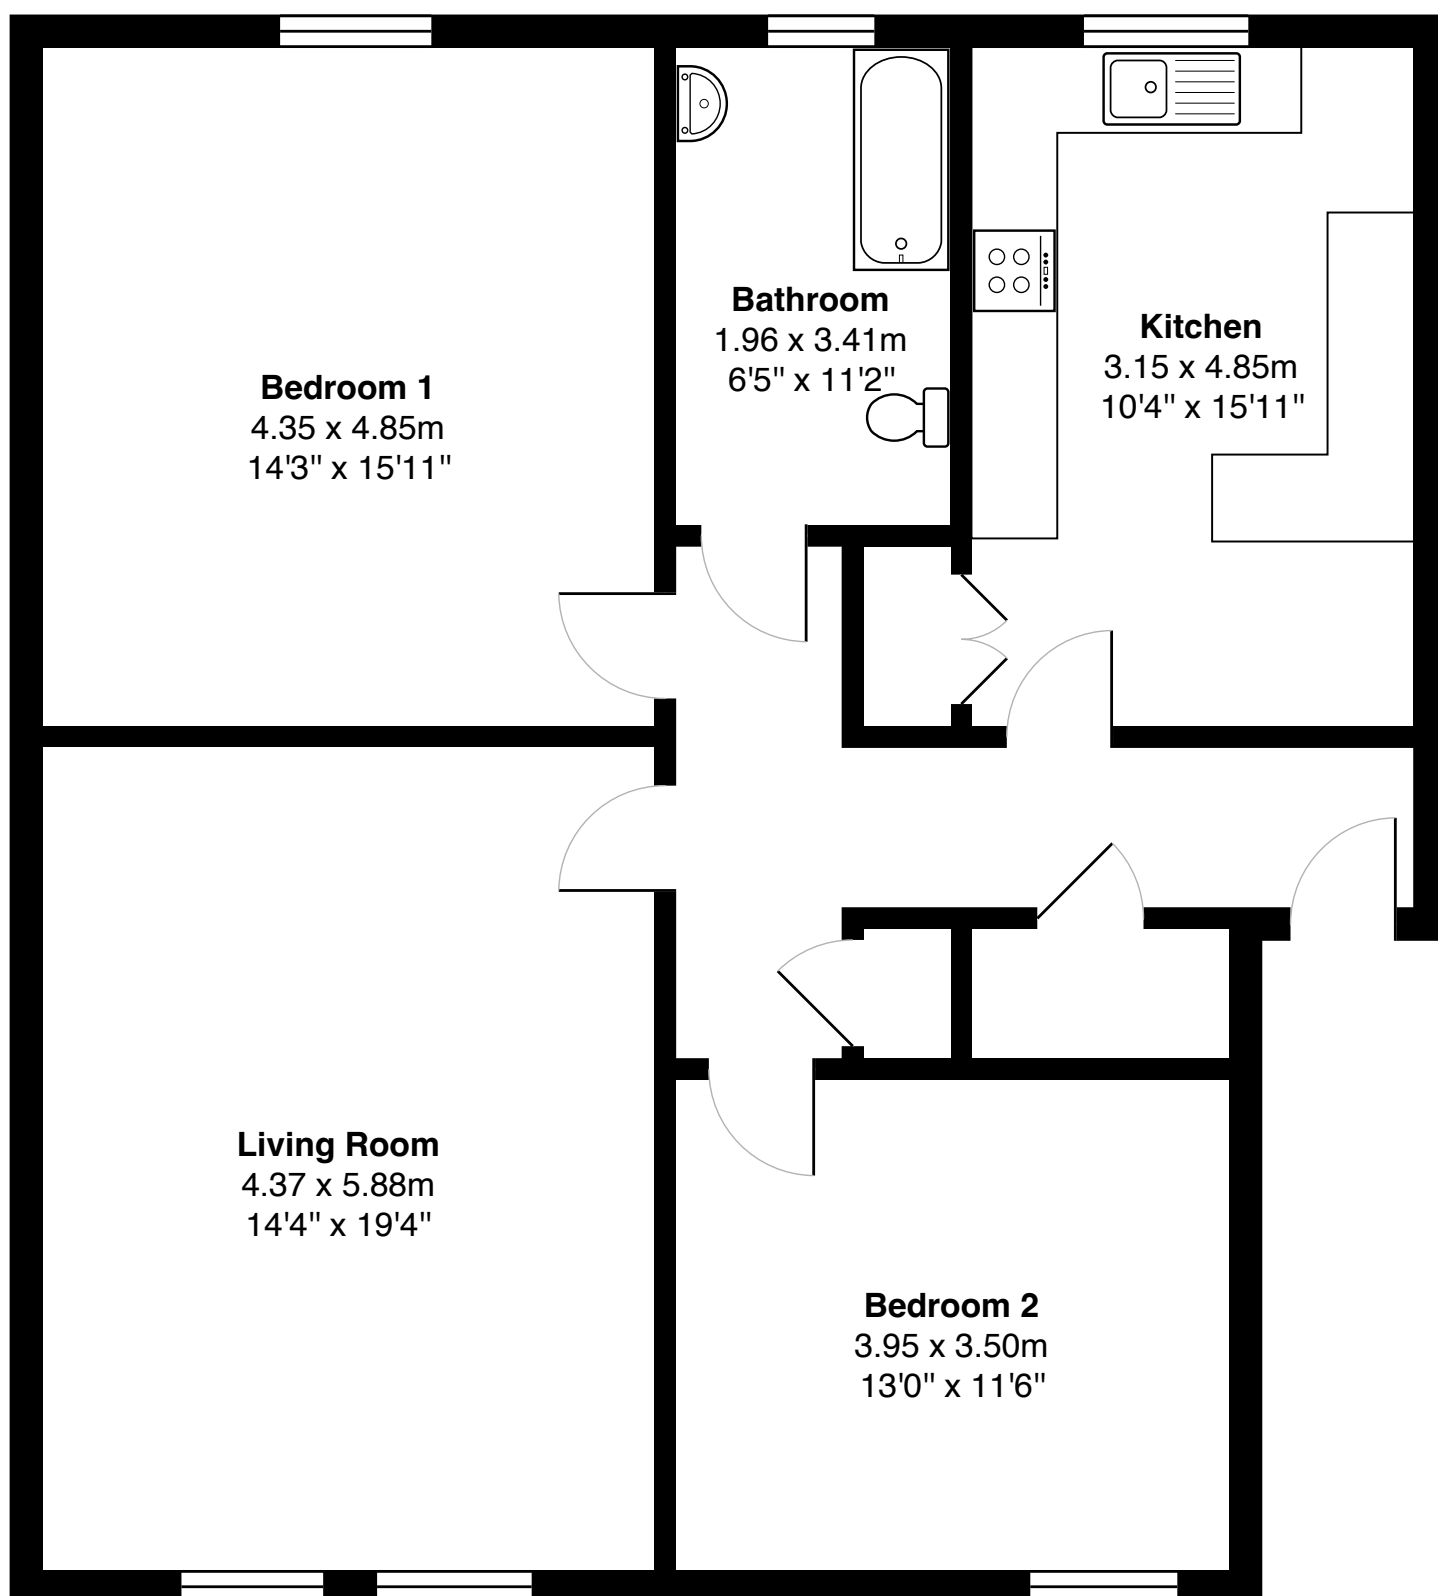 Bathroom
1.96 x 3.41m
6'5" x 11'2"
Kitchen
3.15 x 4.85m
10'4" x 15'11"
Bedroom 1
4.35 x 4.85m
14'3" x 15'11"
Living Room
4.37 x 5.88m
14'4" x 19'4"
Bedroom 2
3.95 x 3.50m
13'0" x 11'6"